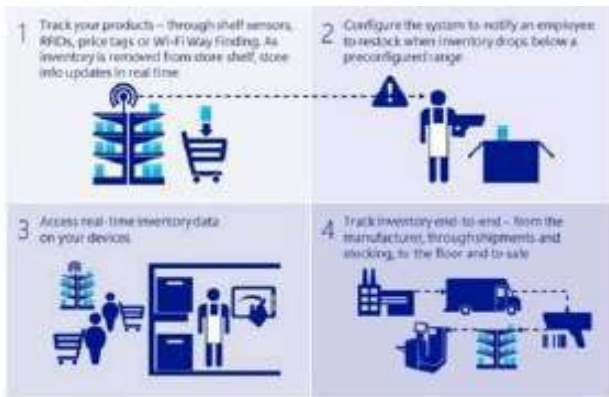 1
Track your products – through shelf sensors,
RFIDs, price tags or Wi-Fi Way Finding. As
inventory is removed from store shelf, store
info updates in real time
2
Configure the system to notify an employee
to restock when inventory drops below a
preconfigured range
3
Access real-time inventory data
on your devices
4
Track inventory end-to-end – from the
manufacturer, through shipments and
stocking, to the floor and to sale